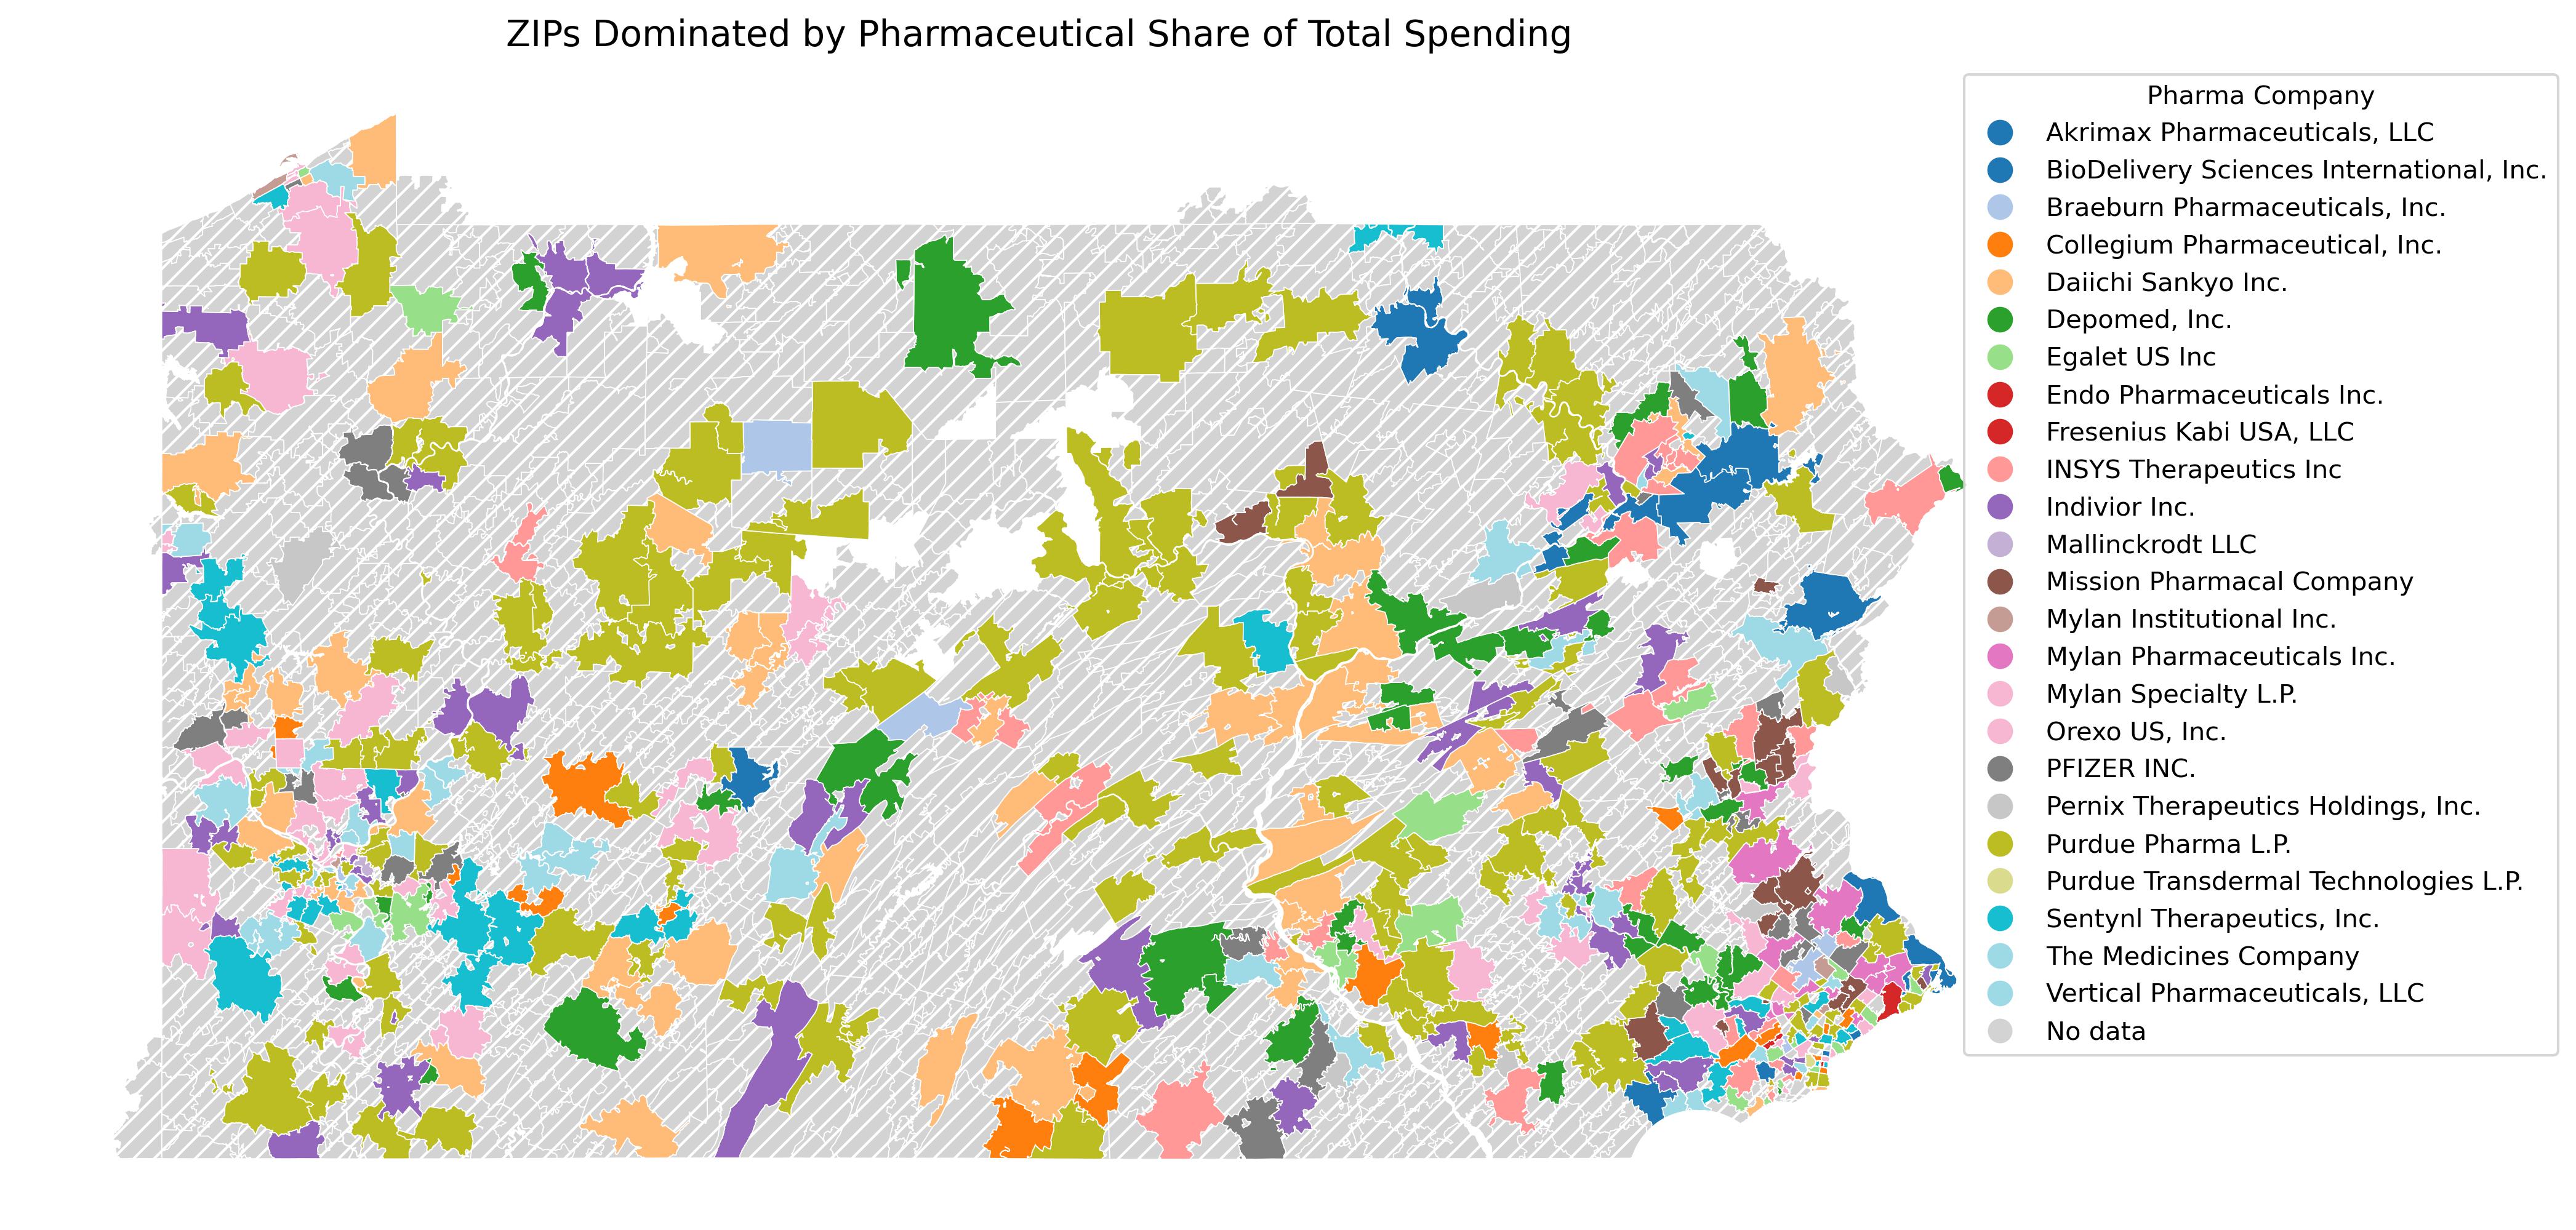 ZIPs Dominated by Pharmaceutical Share of Total Spending
Pharma Company
Akrimax Pharmaceuticals, LLC
BioDelivery Sciences International, Inc.
Braeburn Pharmaceuticals, Inc.
Collegium Pharmaceutical, Inc.
Daiichi Sankyo Inc.
Depomed, Inc.
Egalet US Inc
Endo Pharmaceuticals Inc.
Fresenius Kabi USA, LLC
INSYS Therapeutics Inc
Indivior Inc.
Mallinckrodt LLC
Mission Pharmacal Company
Mylan Institutional Inc.
Mylan Pharmaceuticals Inc.
Mylan Specialty L.P.
Orexo US, Inc.
PFIZER INC.
Pernix Therapeutics Holdings, Inc.
Purdue Pharma L.P.
Purdue Transdermal Technologies L.P.
Sentynl Therapeutics, Inc.
The Medicines Company
Vertical Pharmaceuticals, LLC
No data